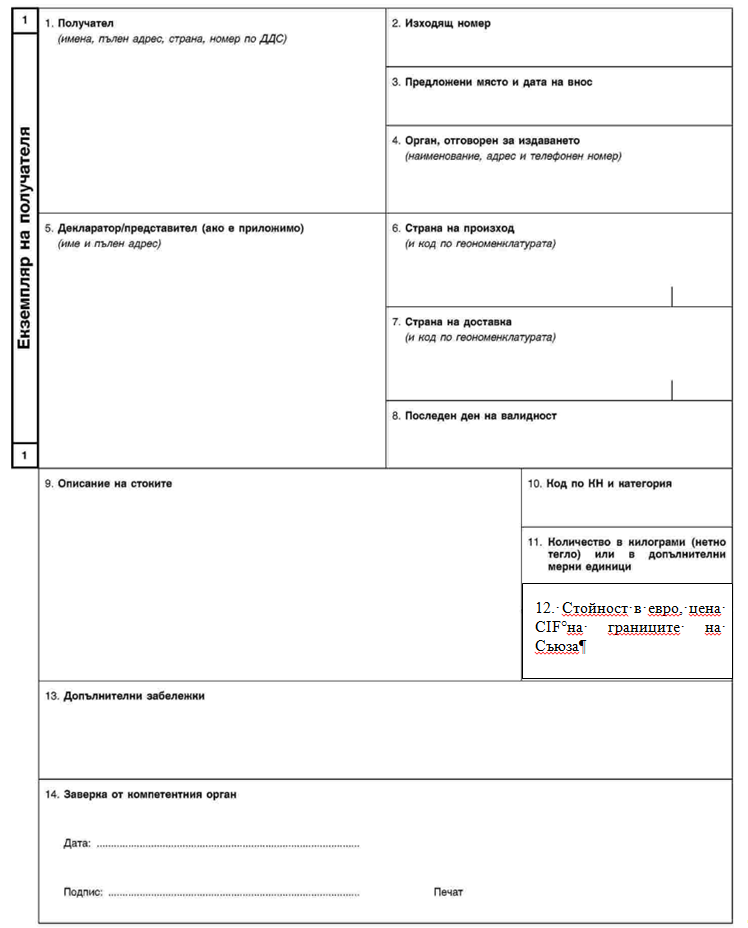 1
Екземпляр на получателя
1
1. Получател
(имена, пълен адрес, страна, номер по ДДС)
2. Изходящ номер
3. Предложени място и дата на внос
4. Орган, отговорен за издаването
(наименование, адрес и телефонен номер)
5. Декларатор/представител (ако е приложимо)
(име и пълен адрес)
6. Страна на произход
(и код по геономенклатурата)
7. Страна на доставка
(и код по геономенклатурата)
8. Последен ден на валидност
9. Описание на стоките
10. Код по КН и категория
11. Количество в килограми (нетно
тегло) или в допълнителни
мерни единици
12.· Стойност·в·евро,·цена·
CIF°на· границите· на·
Съюза¶
13. Допълнителни забележки
14. Заверка от компетентния орган
Дата: ........................................................................................
Подпис: ....................................................................................
Печат